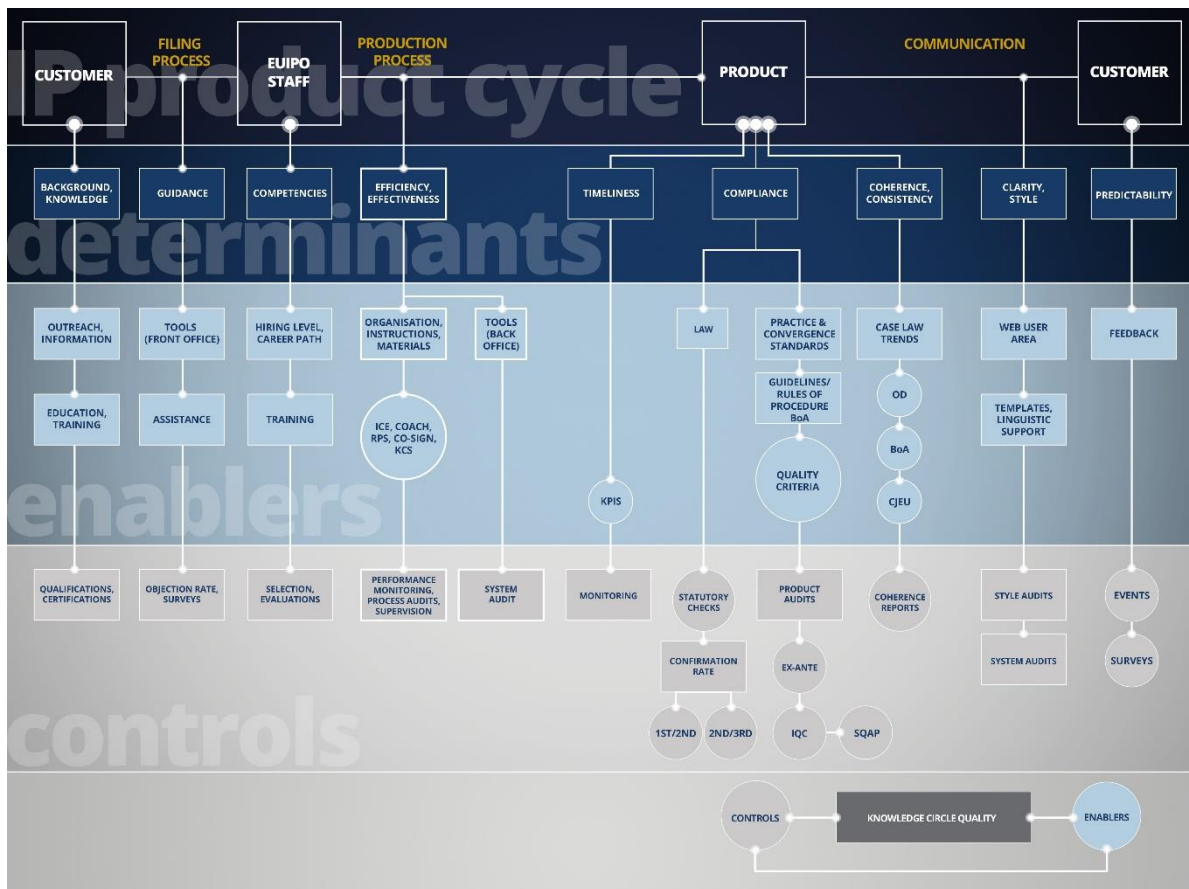 IP product cycle
CUSTOMER
FILING
PROCESS
EUIPO
STAFF
PRODUCTION
PROCESS
PRODUCT
COMMUNICATION
CUSTOMER
determinants
BACKGROUND,
KNOWLEDGE
GUIDANCE
COMPETENCIES
EFFICIENCY,
EFFECTIVENESS
TIMELINESS
COMPLIANCE
COHERENCE,
CONSISTENCY
CLARITY,
STYLE
PREDICTABILITY
enablers
OUTREACH,
INFORMATION
TOOLS
(FRONT OFFICE)
HIRING LEVEL,
CAREER PATH
ORGANISATION,
INSTRUCTIONS,
MATERIALS
TOOLS
(BACK
OFFICE)
LAW
PRACTICE &
CONVERGENCE
STANDARDS
CASE LAW
TRENDS
WEB USER
AREA
FEEDBACK
EDUCATION,
TRAINING
ASSISTANCE
TRAINING
ICE, COACH,
RPS, CO-SIGN,
KCS
GUIDELINES/
RULES OF
PROCEDURE
BoA
OD
TEMPLATES,
LINGUISTIC
SUPPORT
BoA
KPIS
QUALITY
CRITERIA
CJEU
controls
QUALIFICATIONS,
CERTIFICATIONS
OBJECTION RATE,
SURVEYS
SELECTION,
EVALUATIONS
PERFORMANCE
MONITORING,
PROCESS AUDITS,
SUPERVISION
SYSTEM
AUDIT
MONITORING
STATUTORY
CHECKS
PRODUCT
AUDITS
COHERENCE
REPORTS
STYLE AUDITS
EVENTS
CONFIRMATION
RATE
EX-ANTE
SYSTEM AUDITS
SURVEYS
1ST/2ND
2ND/3RD
IQC
SQAP
CONTROLS
KNOWLEDGE CIRCLE QUALITY
ENABLERS